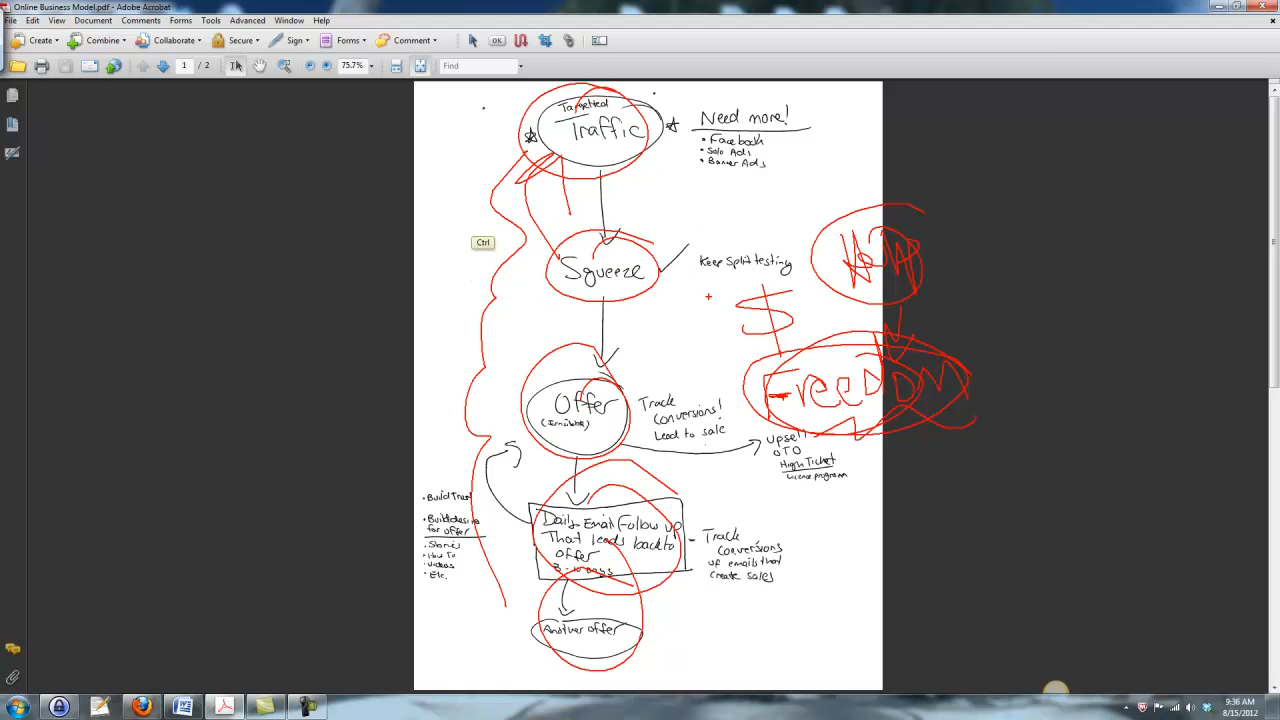 Online Business Model.pdf - Adobe Acrobat
File Edit View Document Comments Forms Tools Advanced Window Help
Create Combine Collaborate Secure Sign Forms Comment
1 / 2 75.7% Find
Targetted
Traffic
Need more!
• Facebook
• Solo Ads
• Banner Ads
Ctrl
Squeeze
Keep Split testing
$
FreeDOM
Offer
(Irresistable)
Track
Conversions!
Lead to sale
upsell
OTO
High Ticket
License program
• Build Trust
• Build desire
for offer
• Stories
• How To
• Videos
• Etc.
Daily Email Follow up
That leads back to
offer
- Track
Conversions
of emails that
create sales
Another offer
9:36 AM
8/15/2012